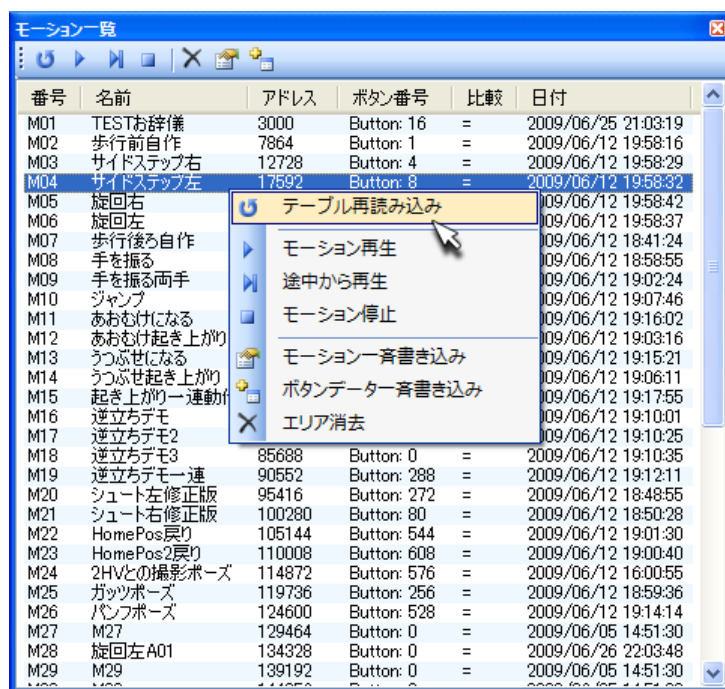 モーション一覧
番号 名前 アドレス ボタン番号 比較 日付
M01 TESTお辞儀 3000 Button: 16 = 2009/06/25 21:03:19
M02 歩行前自作 7864 Button: 1 = 2009/06/12 19:58:16
M03 サイドステップ右 12728 Button: 4 = 2009/06/12 19:58:29
M04 サイドステップ左 17592 Button: 8 = 2009/06/12 19:58:32
M05 旋回右 009/06/12 19:58:42
テーブル再読み込み
M06 旋回左 009/06/12 19:58:37
M07 歩行後ろ自作 009/06/12 18:41:24
モーション再生
M08 手を振る 009/06/12 18:58:55
M09 手を振る両手 009/06/12 19:02:24
途中から再生
M10 ジャンプ 009/06/12 19:07:46
M11 あおむけになる 009/06/12 19:16:02
モーション停止
M12 あおむけ起き上がり 009/06/12 19:03:16
M13 うつぶせになる 009/06/12 19:15:21
モーション一斉書き込み
M14 うつぶせ起き上がり 009/06/12 19:06:11
M15 起き上がり一連動 009/06/12 19:17:55
ボタンデーター斉書き込み
M16 逆立ちデモ 009/06/12 19:10:01
エリア消去
M17 逆立ちデモ2 009/06/12 19:10:25
M18 逆立ちデモ3 85688 Button: 0 = 2009/06/12 19:10:35
M19 逆立ちデモ一連 90552 Button: 288 = 2009/06/12 19:12:11
M20 シュート左修正版 95416 Button: 272 = 2009/06/12 18:48:55
M21 シュート右修正版 100280 Button: 80 = 2009/06/12 18:50:28
M22 HomePos戻り 105144 Button: 544 = 2009/06/12 19:01:30
M23 HomePos2戻り 110008 Button: 608 = 2009/06/12 19:00:40
M24 2HVとの撮影ポーズ 114872 Button: 576 = 2009/06/12 16:00:55
M25 ガッツポーズ 119736 Button: 256 = 2009/06/12 18:59:36
M26 パンフポーズ 124600 Button: 528 = 2009/06/12 19:14:14
M27 M27 129464 Button: 0 = 2009/06/05 14:51:30
M28 旋回左A01 134328 Button: 0 = 2009/06/26 22:03:48
M29 M29 139192 Button: 0 = 2009/06/05 14:51:30